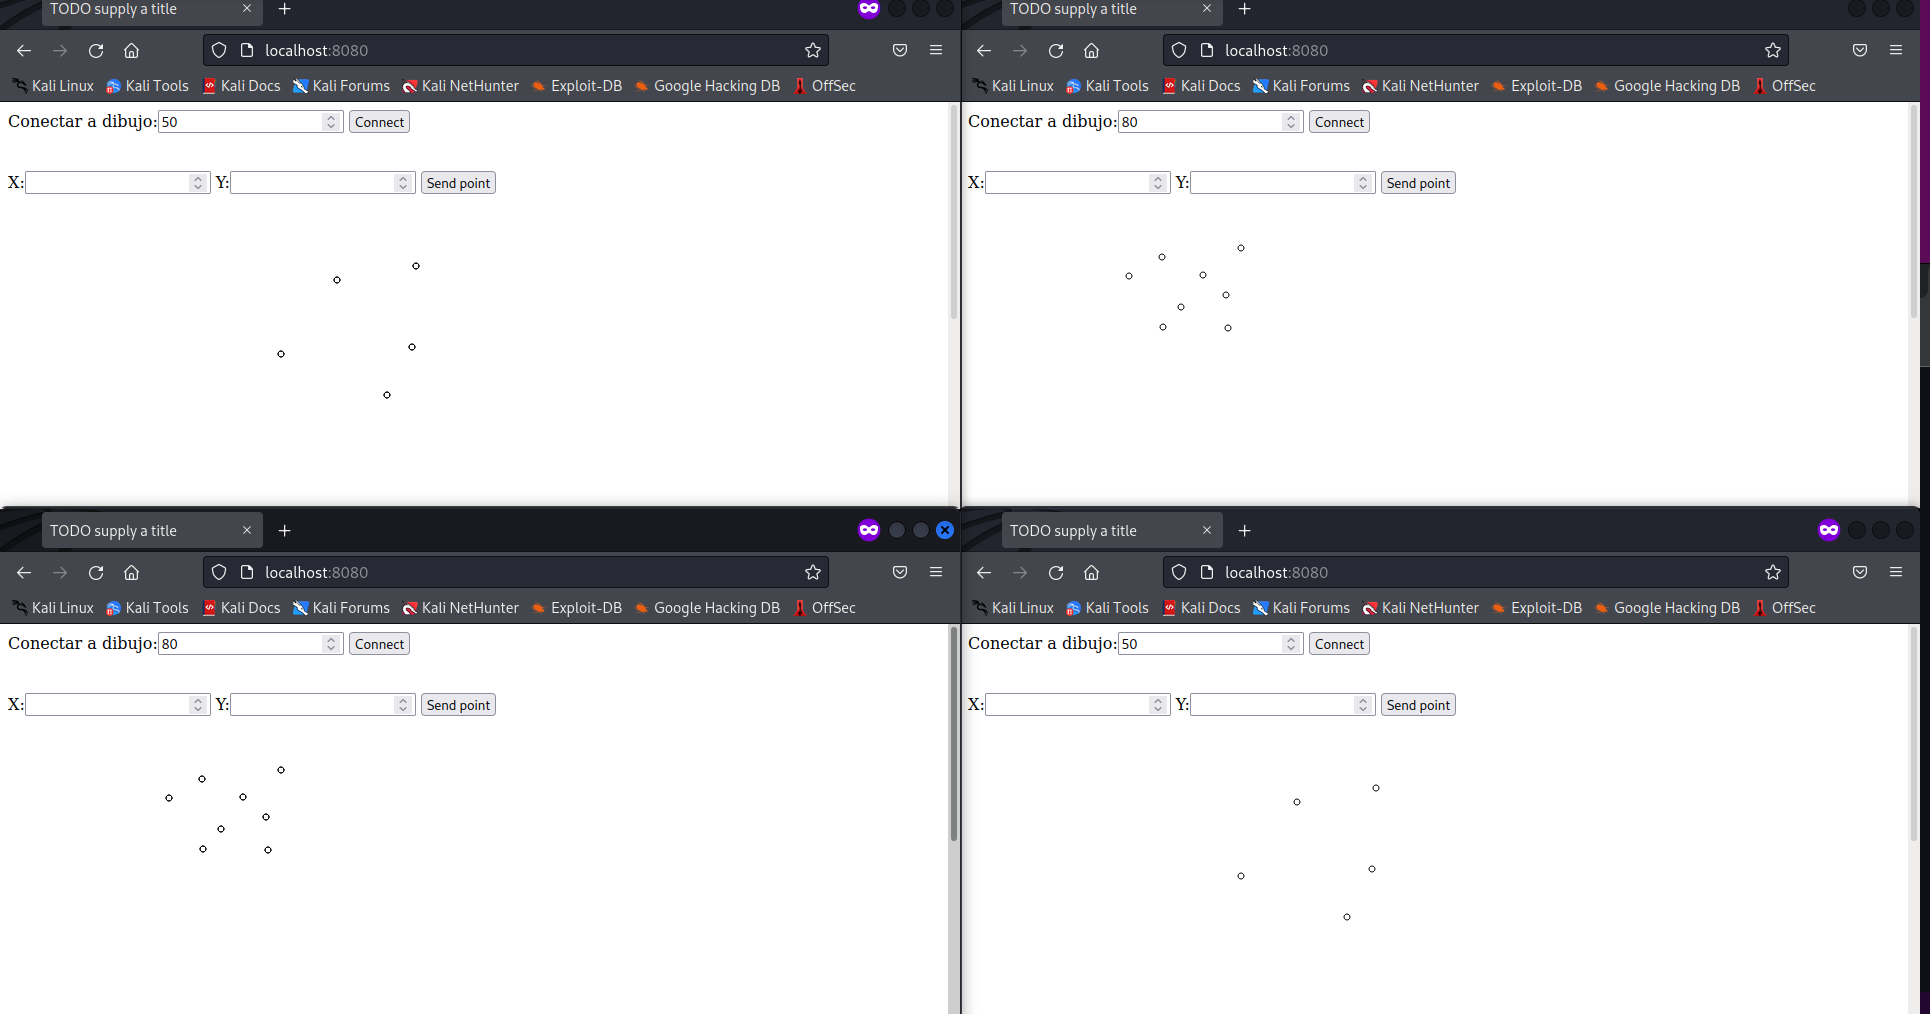 TODO supply a title
localhost:8080
Kali Linux Kali Tools Kali Docs Kali Forums Kali NetHunter Exploit-DB Google Hacking DB OffSec
Conectar a dibujo: 50 Connect
X: Y: Send point
TODO supply a title
localhost:8080
Kali Linux Kali Tools Kali Docs Kali Forums Kali NetHunter Exploit-DB Google Hacking DB OffSec
Conectar a dibujo: 80 Connect
X: Y: Send point
TODO supply a title
localhost:8080
Kali Linux Kali Tools Kali Docs Kali Forums Kali NetHunter Exploit-DB Google Hacking DB OffSec
Conectar a dibujo: 80 Connect
X: Y: Send point
TODO supply a title
localhost:8080
Kali Linux Kali Tools Kali Docs Kali Forums Kali NetHunter Exploit-DB Google Hacking DB OffSec
Conectar a dibujo: 50 Connect
X: Y: Send point